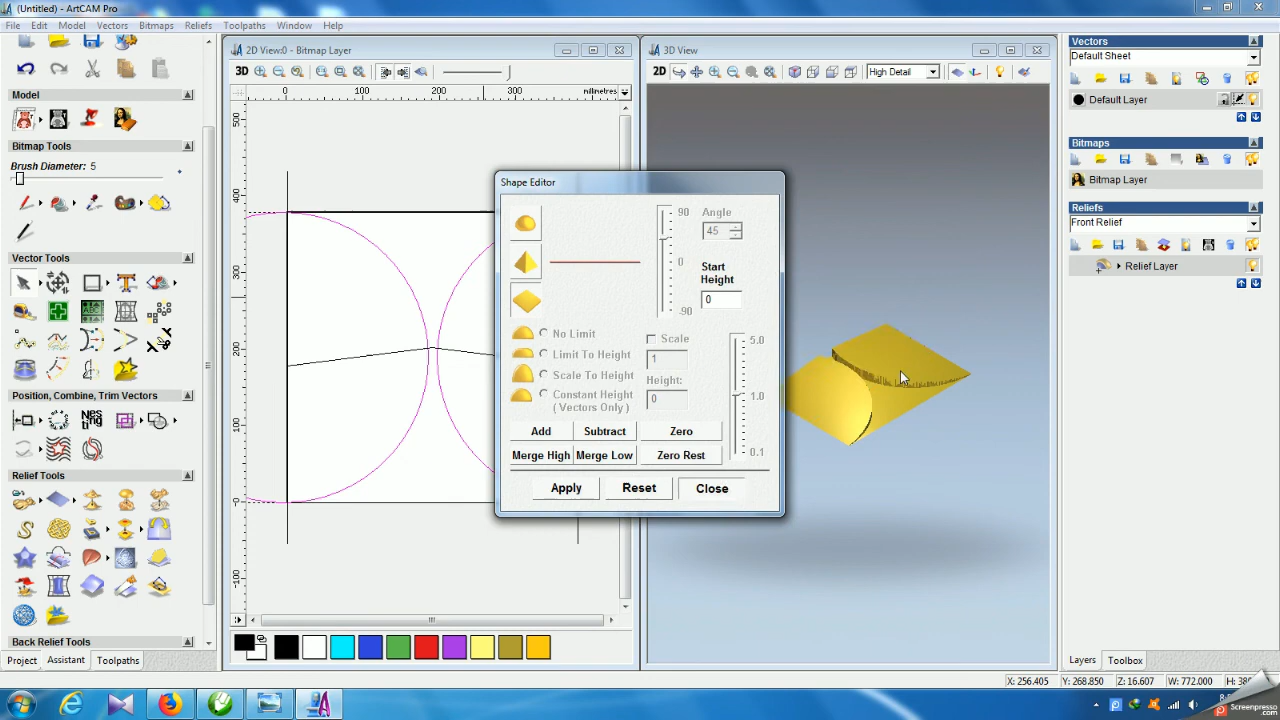 (Untitled) - ArtCAM Pro
File Edit Model Vectors Bitmaps Reliefs Toolpaths Window Help
Model
Bitmap Tools
Brush Diameter: 5
Vector Tools
ABC
Position, Combine, Trim Vectors
Nes
ting
Relief Tools
Back Relief Tools
Project Assistant Toolpaths
2D View:0 - Bitmap Layer
3D
0 100 200 300 millimetres
500
400
300
200
100
-0
-100
Shape Editor
90
0
-90
Angle
45
Start
Height
0
No Limit
Limit To Height
Scale To Height
Constant Height
( Vectors Only )
Scale
1
Height:
0
5.0
1.0
0.1
Add Subtract Zero
Merge High Merge Low Zero Rest
Apply Reset Close
3D View
2D High Detail
Vectors
Default Sheet
Default Layer
Bitmaps
Bitmap Layer
Reliefs
Front Relief
Relief Layer
Layers Toolbox
X: 256.405 Y: 268.850 Z: 16.607 W: 772.000
Screenpresso
.com